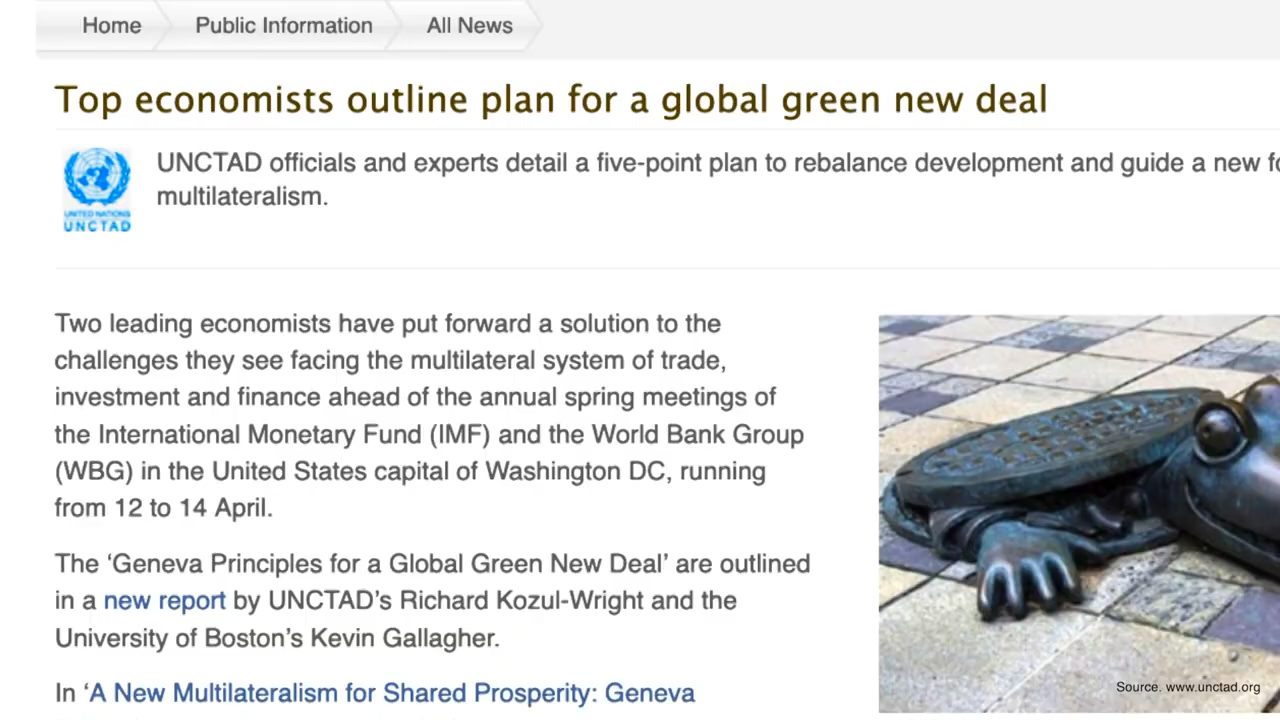 Home Public Information All News
Top economists outline plan for a global green new deal
UNCTAD officials and experts detail a five-point plan to rebalance development and guide a new
multilateralism.
UNITED NATIONS
UNCTAD
Two leading economists have put forward a solution to the
challenges they see facing the multilateral system of trade,
investment and finance ahead of the annual spring meetings of
the International Monetary Fund (IMF) and the World Bank Group
(WBG) in the United States capital of Washington DC, running
from 12 to 14 April.
The ‘Geneva Principles for a Global Green New Deal’ are outlined
in a new report by UNCTAD’s Richard Kozul-Wright and the
University of Boston’s Kevin Gallagher.
In ‘A New Multilateralism for Shared Prosperity: Geneva
Source. www.unctad.org